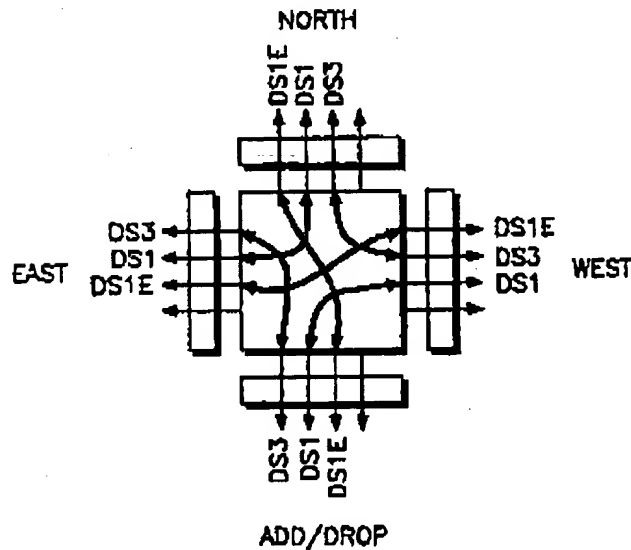 NORTH
DS1E
DS1
DS3
DS3
DS1
DS1E
EAST
DS1E
DS3
DS1
WEST
DS3
DS1
DS1E
ADD/DROP